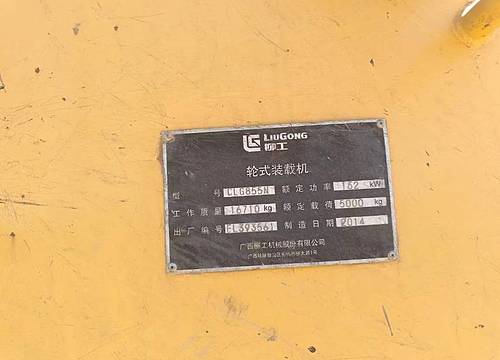 LIUGONG
柳工
轮式装载机
型 号 CLG855N 额定功率 162 kW
工作质量 16710 kg 额定载荷 5000 kg
出厂编号 EL393661 制造日期 2014
广西柳工机械股份有限公司